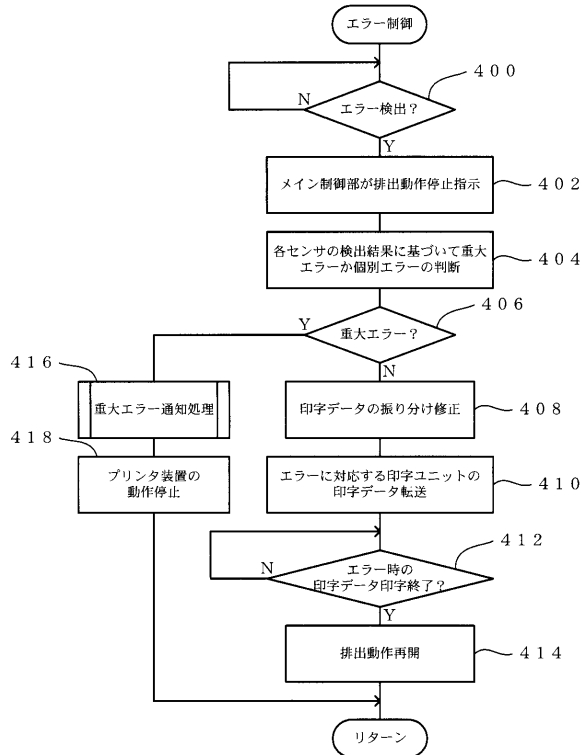 エラー制御
400
エラー検出？
N
Y
メイン制御部が排出動作停止指示
402
各センサの検出結果に基づいて重大
エラーか個別エラーの判断
404
406
Y
重大エラー？
N
416
重大エラー通知処理
印字データの振り分け修正
408
418
プリンタ装置の
動作停止
エラーに対応する印字ユニットの
印字データ転送
410
412
N
エラー時の
印字データ印字終了？
Y
排出動作再開
414
リターン